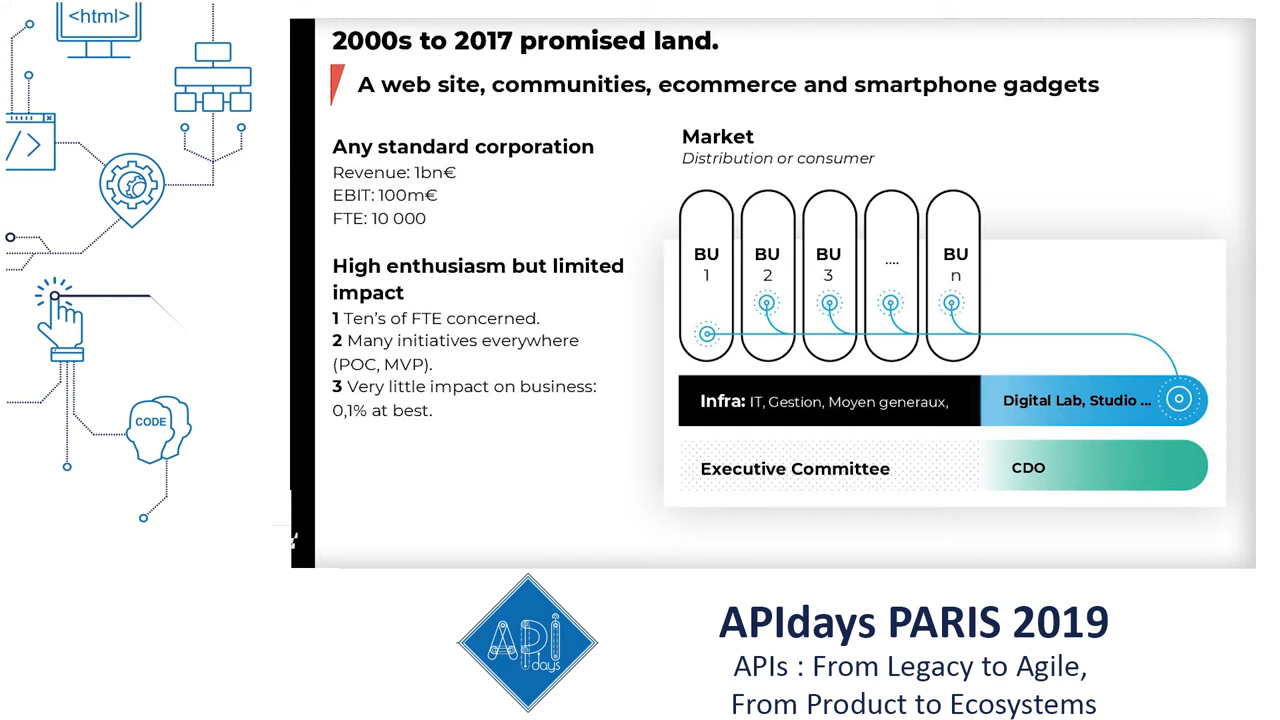 <html>
</>
CODE
2000s to 2017 promised land.
A web site, communities, ecommerce and smartphone gadgets
Any standard corporation
Revenue: 1bn€
EBIT: 100m€
FTE: 10 000
High enthusiasm but limited
impact
1 Ten’s of FTE concerned.
2 Many initiatives everywhere
(POC, MVP).
3 Very little impact on business:
0,1% at best.
Market
Distribution or consumer
BU
1
BU
2
BU
3
....
BU
n
Infra: IT, Gestion, Moyen generaux,
Digital Lab, Studio ...
Executive Committee
CDO
API
days
APIdays PARIS 2019
APIs : From Legacy to Agile,
From Product to Ecosystems